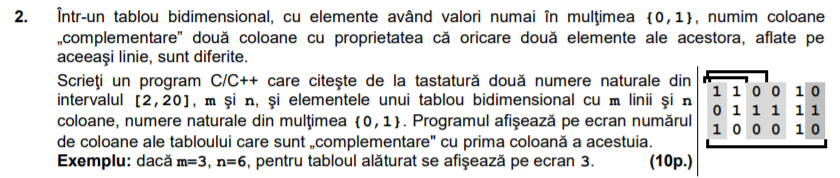 2. Într-un tablou bidimensional, cu elemente având valori numai în mulţimea {0,1}, numim coloane
„complementare” două coloane cu proprietatea că oricare două elemente ale acestora, aflate pe
aceeaşi linie, sunt diferite.
Scrieţi un program C/C++ care citeşte de la tastatură două numere naturale din
intervalul [2,20], m şi n, şi elementele unui tablou bidimensional cu m linii şi n
coloane, numere naturale din mulţimea {0,1}. Programul afişează pe ecran numărul
de coloane ale tabloului care sunt „complementare" cu prima coloană a acestuia.
Exemplu: dacă m=3, n=6, pentru tabloul alăturat se afişează pe ecran 3. (10p.)
1 1 0 0 1 0
0 1 1 1 1 1
1 0 0 0 1 0